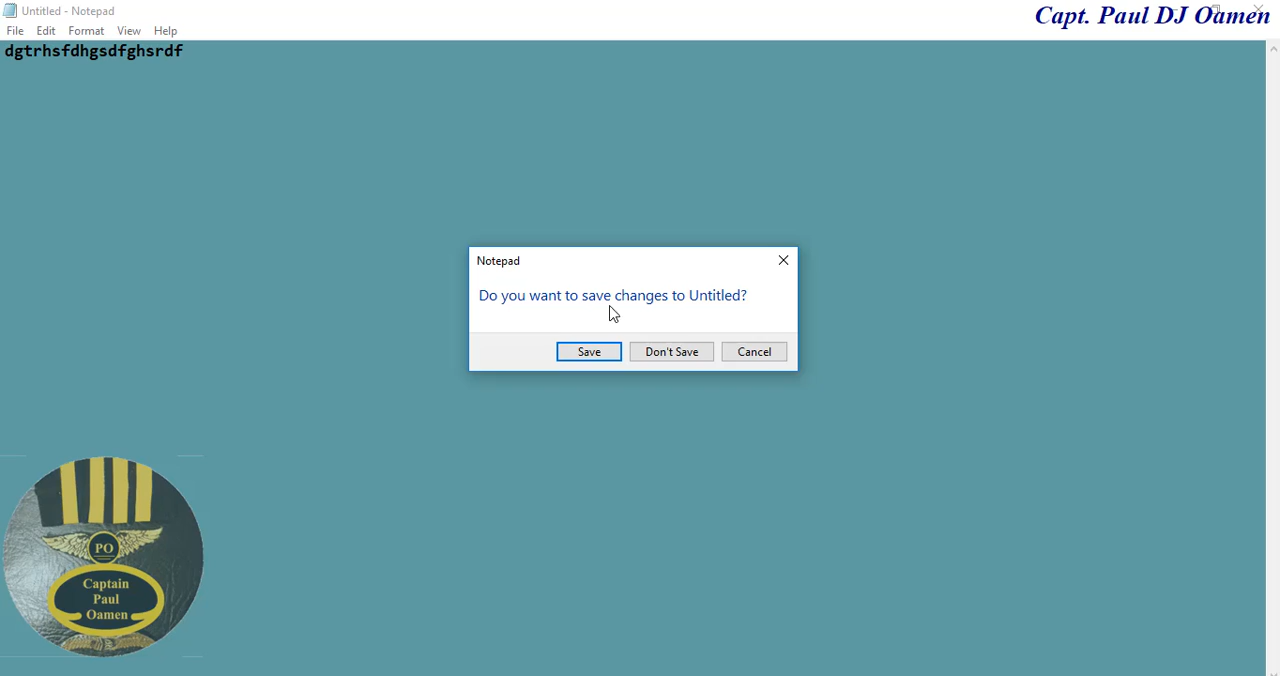 Untitled - Notepad
Capt. Paul DJ Oamen
File Edit Format View Help
dgtrhsfdhgsdfghsrdf
Notepad
Do you want to save changes to Untitled?
Save Don't Save Cancel
PO
Captain
Paul
Oamen